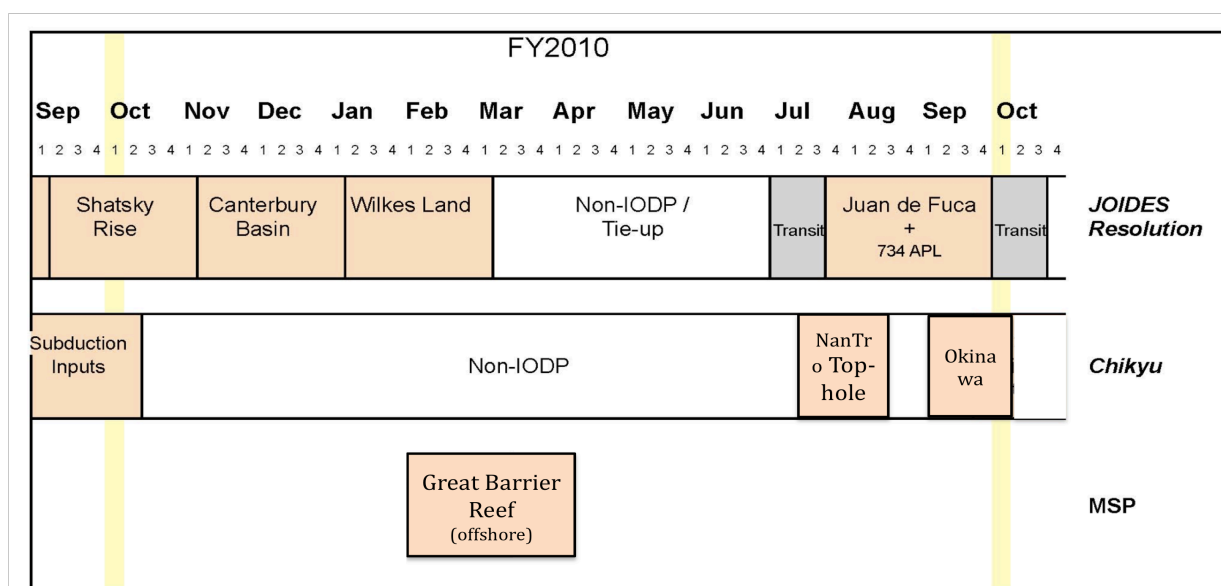 FY2010
Sep Oct Nov Dec Jan Feb Mar Apr May Jun Jul Aug Sep Oct
1 2 3 4 1 2 3 4 1 2 3 4 1 2 3 4 1 2 3 4 1 2 3 4 1 2 3 4 1 2 3 4 1 2 3 4 1 2 3 4 1 2 3 4 1 2 3 4 1 2 3 4 1 2 3 4
Shatsky
Rise
Canterbury
Basin
Wilkes Land
Non-IODP /
Tie-up
Transit
Juan de Fuca
+
734 APL
Transit
JOIDES
Resolution
Subduction
Inputs
Non-IODP
NanTr
o Top-
hole
Okina
wa
Chikyu
Great Barrier
Reef
(offshore)
MSP